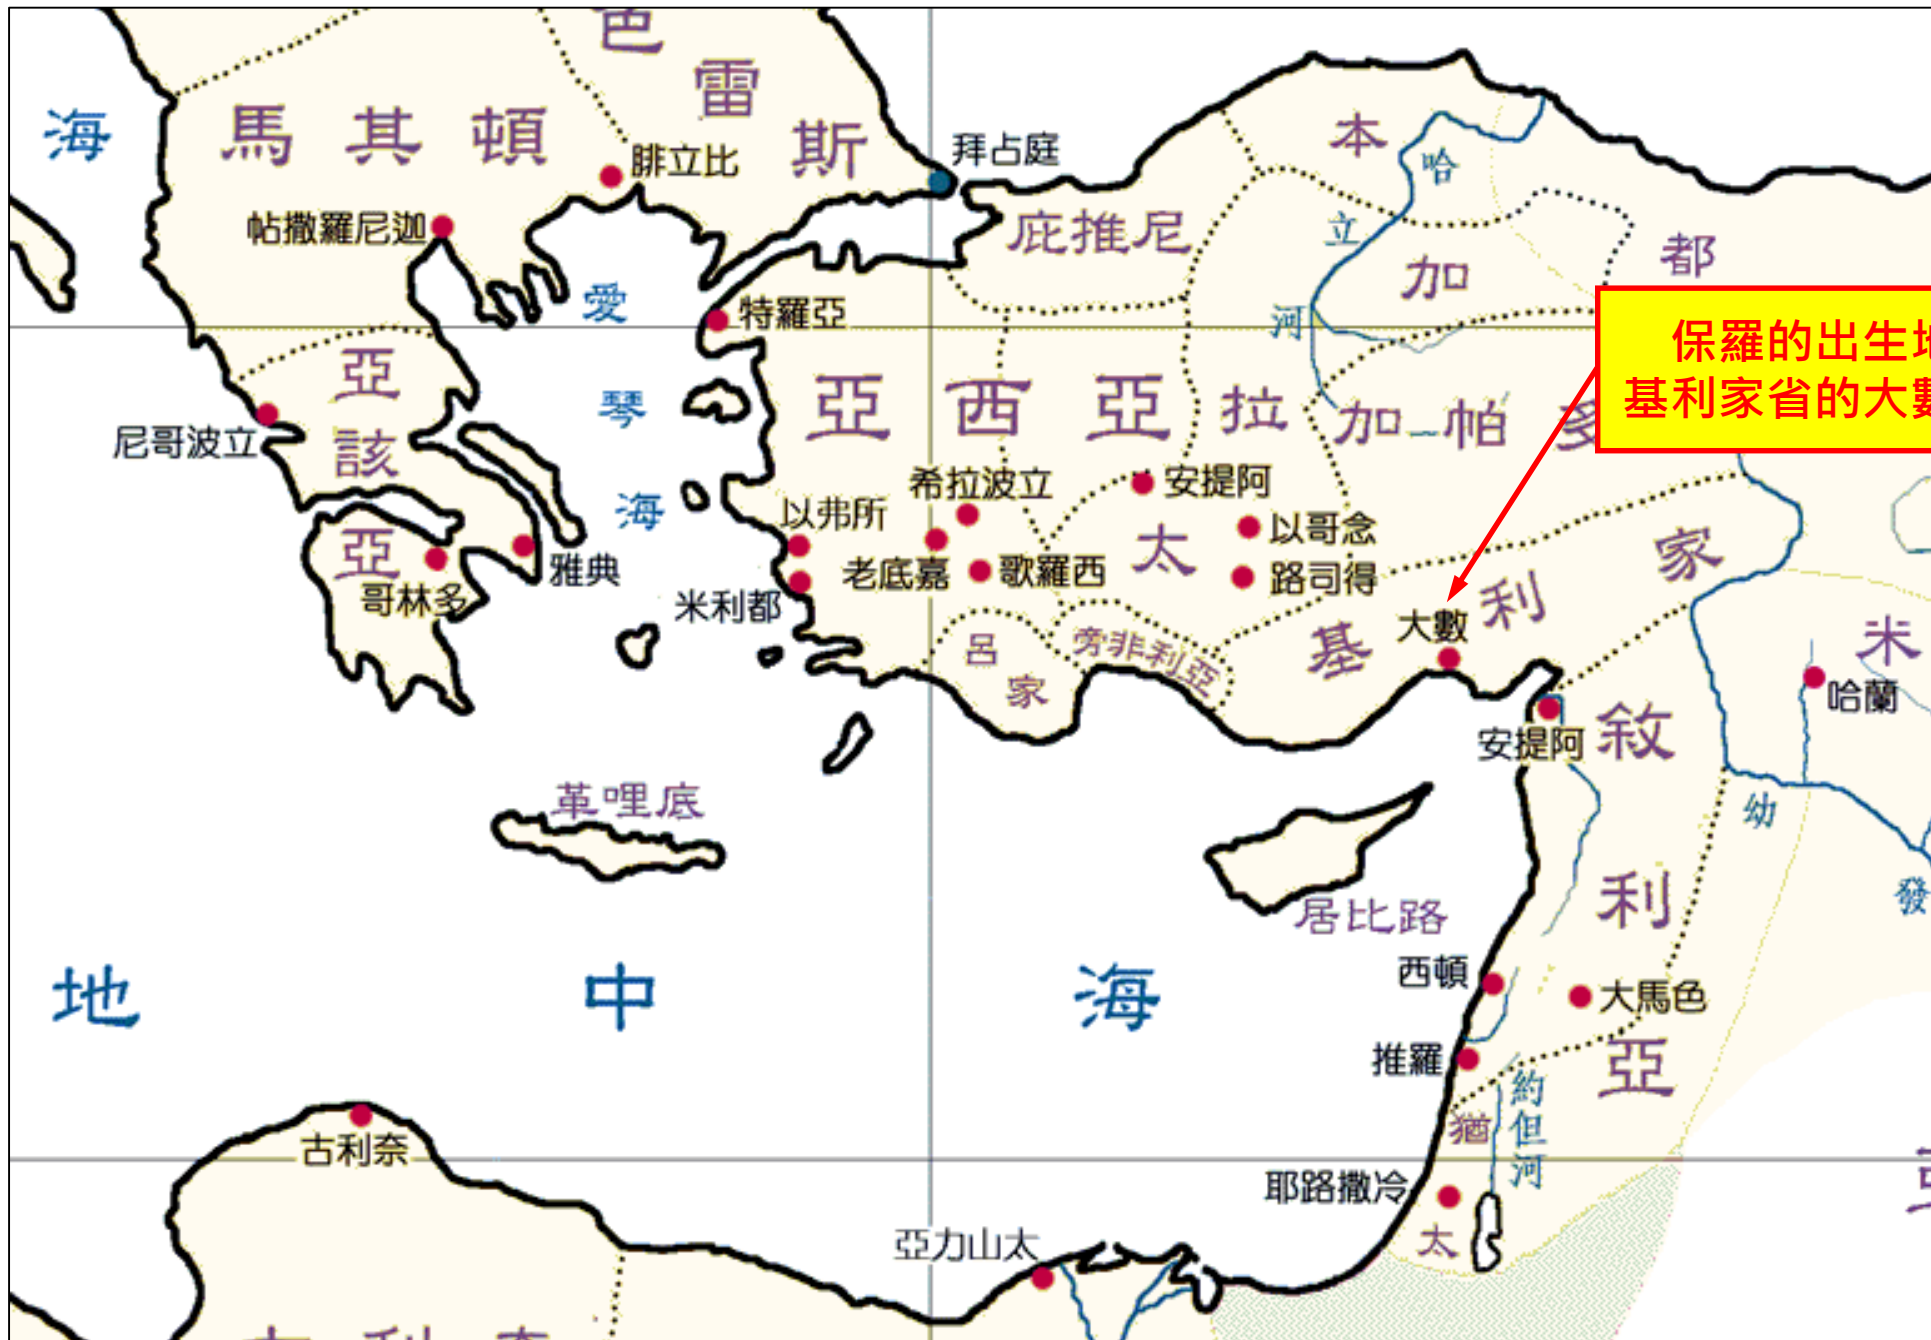 色
雷
斯
海
馬其頓
腓立比
拜占庭
本
哈
立
河
帖撒羅尼迦
庇推尼
加
都
愛
琴
海
特羅亞
保羅的出生地
基利家省的大數
亞
該
亞
亞西亞
拉
加帕多
尼哥波立
希拉波立
安提阿
以弗所
太
以哥念
家
雅典
老底嘉
歌羅西
路司得
哥林多
米利都
利
大數
基
呂
家
旁非利亞
米
哈蘭
敘
安提阿
革哩底
幼
發
利
居比路
地中海
西頓
大馬色
推羅
亞
約但河
猶
古利奈
耶路撒冷
太
亞力山太